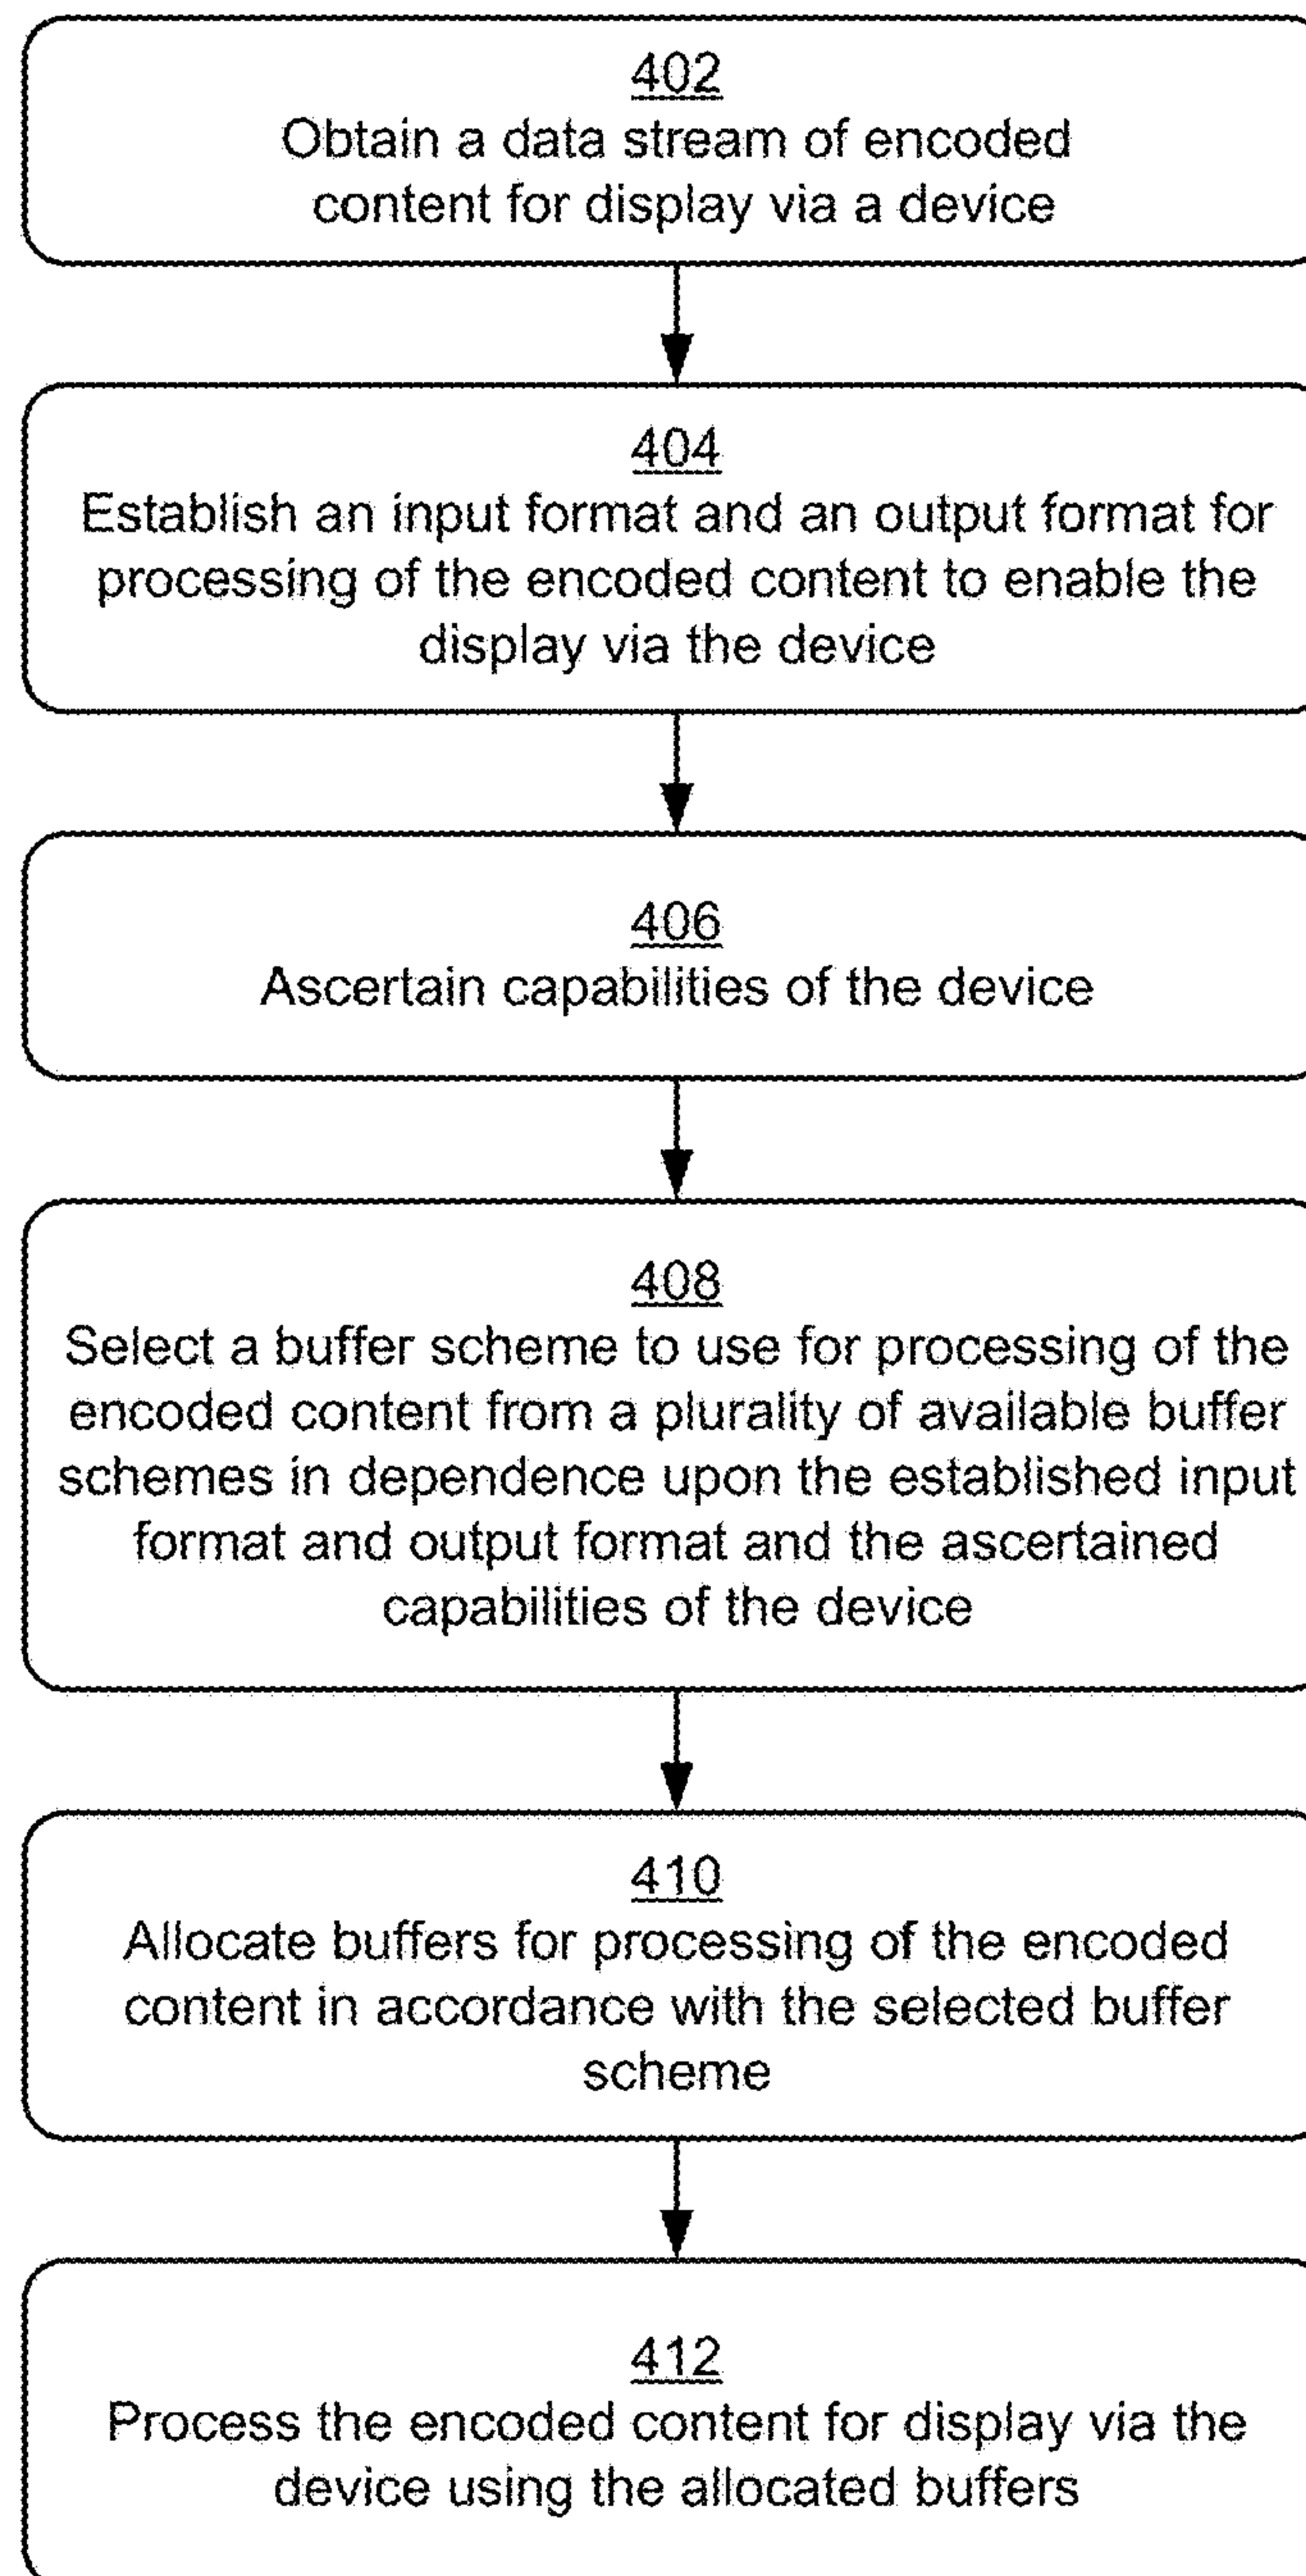 402
Obtain a data stream of encoded
content for display via a device
404
Establish an input format and an output format for
processing of the encoded content to enable the
display via the device
406
Ascertain capabilities of the device
408
Select a buffer scheme to use for processing of the
encoded content from a plurality of available buffer
schemes in dependence upon the established input
format and output format and the ascertained
capabilities of the device
410
Allocate buffers for processing of the encoded
content in accordance with the selected buffer
scheme
412
Process the encoded content for display via the
device using the allocated buffers